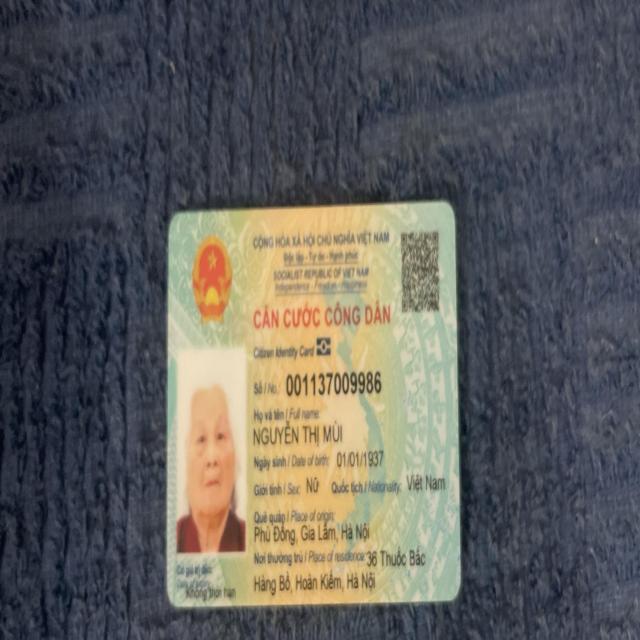 CỘNG HÒA XÃ HỘI CHỦ NGHĨA VIỆT NAM
Độc lập - Tự do - Hạnh phúc
SOCIALIST REPUBLIC OF VIET NAM
Independence - Freedom - Happiness
CĂN CƯỚC CÔNG DÂN
Citizen Identity Card
Số / No.: 001137009986
Họ và tên / Full name:
NGUYỄN THỊ MÙI
Ngày sinh / Date of birth: 01/01/1937
Giới tính / Sex: Nữ Quốc tịch / Nationality: Việt Nam
Quê quán / Place of origin:
Phù Đổng, Gia Lâm, Hà Nội
Nơi thường trú / Place of residence: 36 Thuốc Bắc
Hàng Bồ, Hoàn Kiếm, Hà Nội
Có giá trị đến:
Không thời hạn